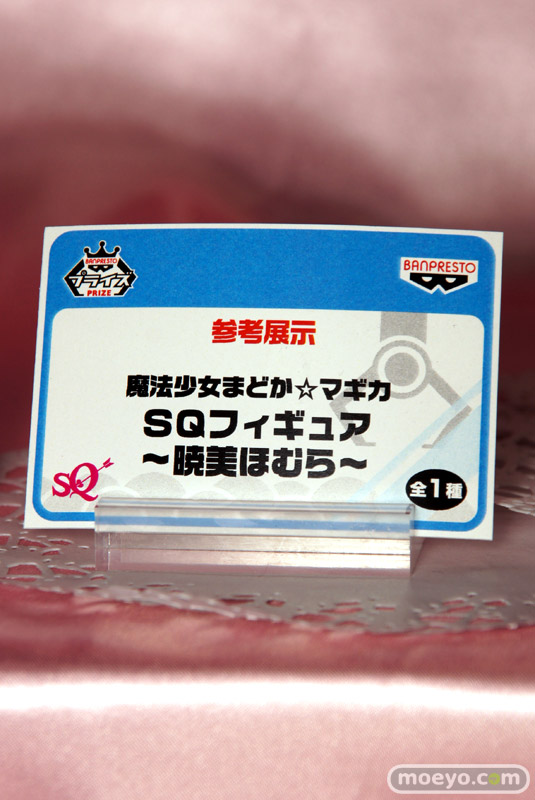 BANPRESTO
プライズ
PRIZE
BANPRESTO
参考展示
魔法少女まどか☆マギカ
SQフィギュア
～暁美ほむら～
SQ
全1種
moeyo.com